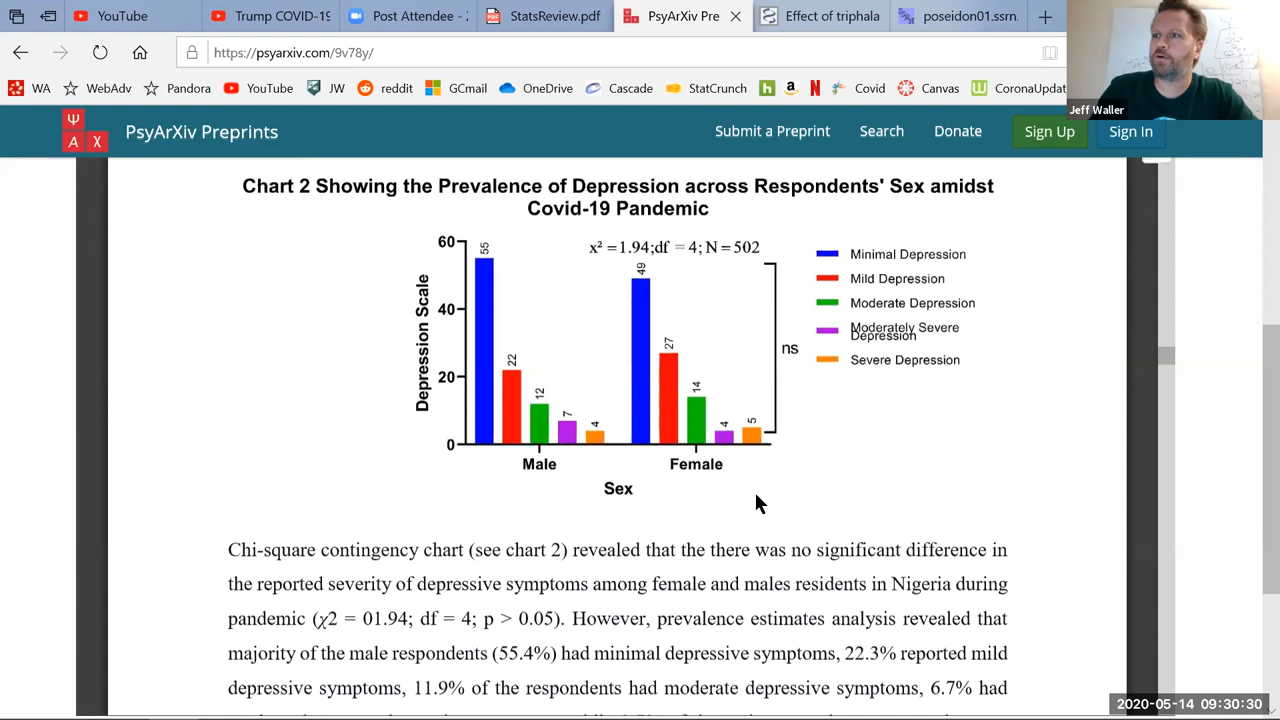 YouTube
Trump COVID-19
Post Attendee -
StatsReview.pdf
PsyArXiv Pre
Effect of triphala
poseidon01.ssrn.
https://psyarxiv.com/9v78y/
WA
WebAdv
Pandora
YouTube
JW
reddit
GCmail
OneDrive
Cascade
StatCrunch
Covid
Canvas
CoronaUpdat
Jeff Waller
Ψ
A X
PsyArXiv Preprints
Submit a Preprint
Search
Donate
Sign Up
Sign In
Chart 2 Showing the Prevalence of Depression across Respondents' Sex amidst
Covid-19 Pandemic
x² =1.94;df = 4; N = 502
Depression Scale
60
40
20
0
55
22
12
7
4
49
27
14
4
5
ns
Male
Female
Sex
Minimal Depression
Mild Depression
Moderate Depression
Moderately Severe
Depression
Severe Depression
Chi-square contingency chart (see chart 2) revealed that the there was no significant difference in
the reported severity of depressive symptoms among female and males residents in Nigeria during
pandemic (χ2 = 01.94; df = 4; p > 0.05). However, prevalence estimates analysis revealed that
majority of the male respondents (55.4%) had minimal depressive symptoms, 22.3% reported mild
depressive symptoms, 11.9% of the respondents had moderate depressive symptoms, 6.7% had
2020-05-14 09:30:30